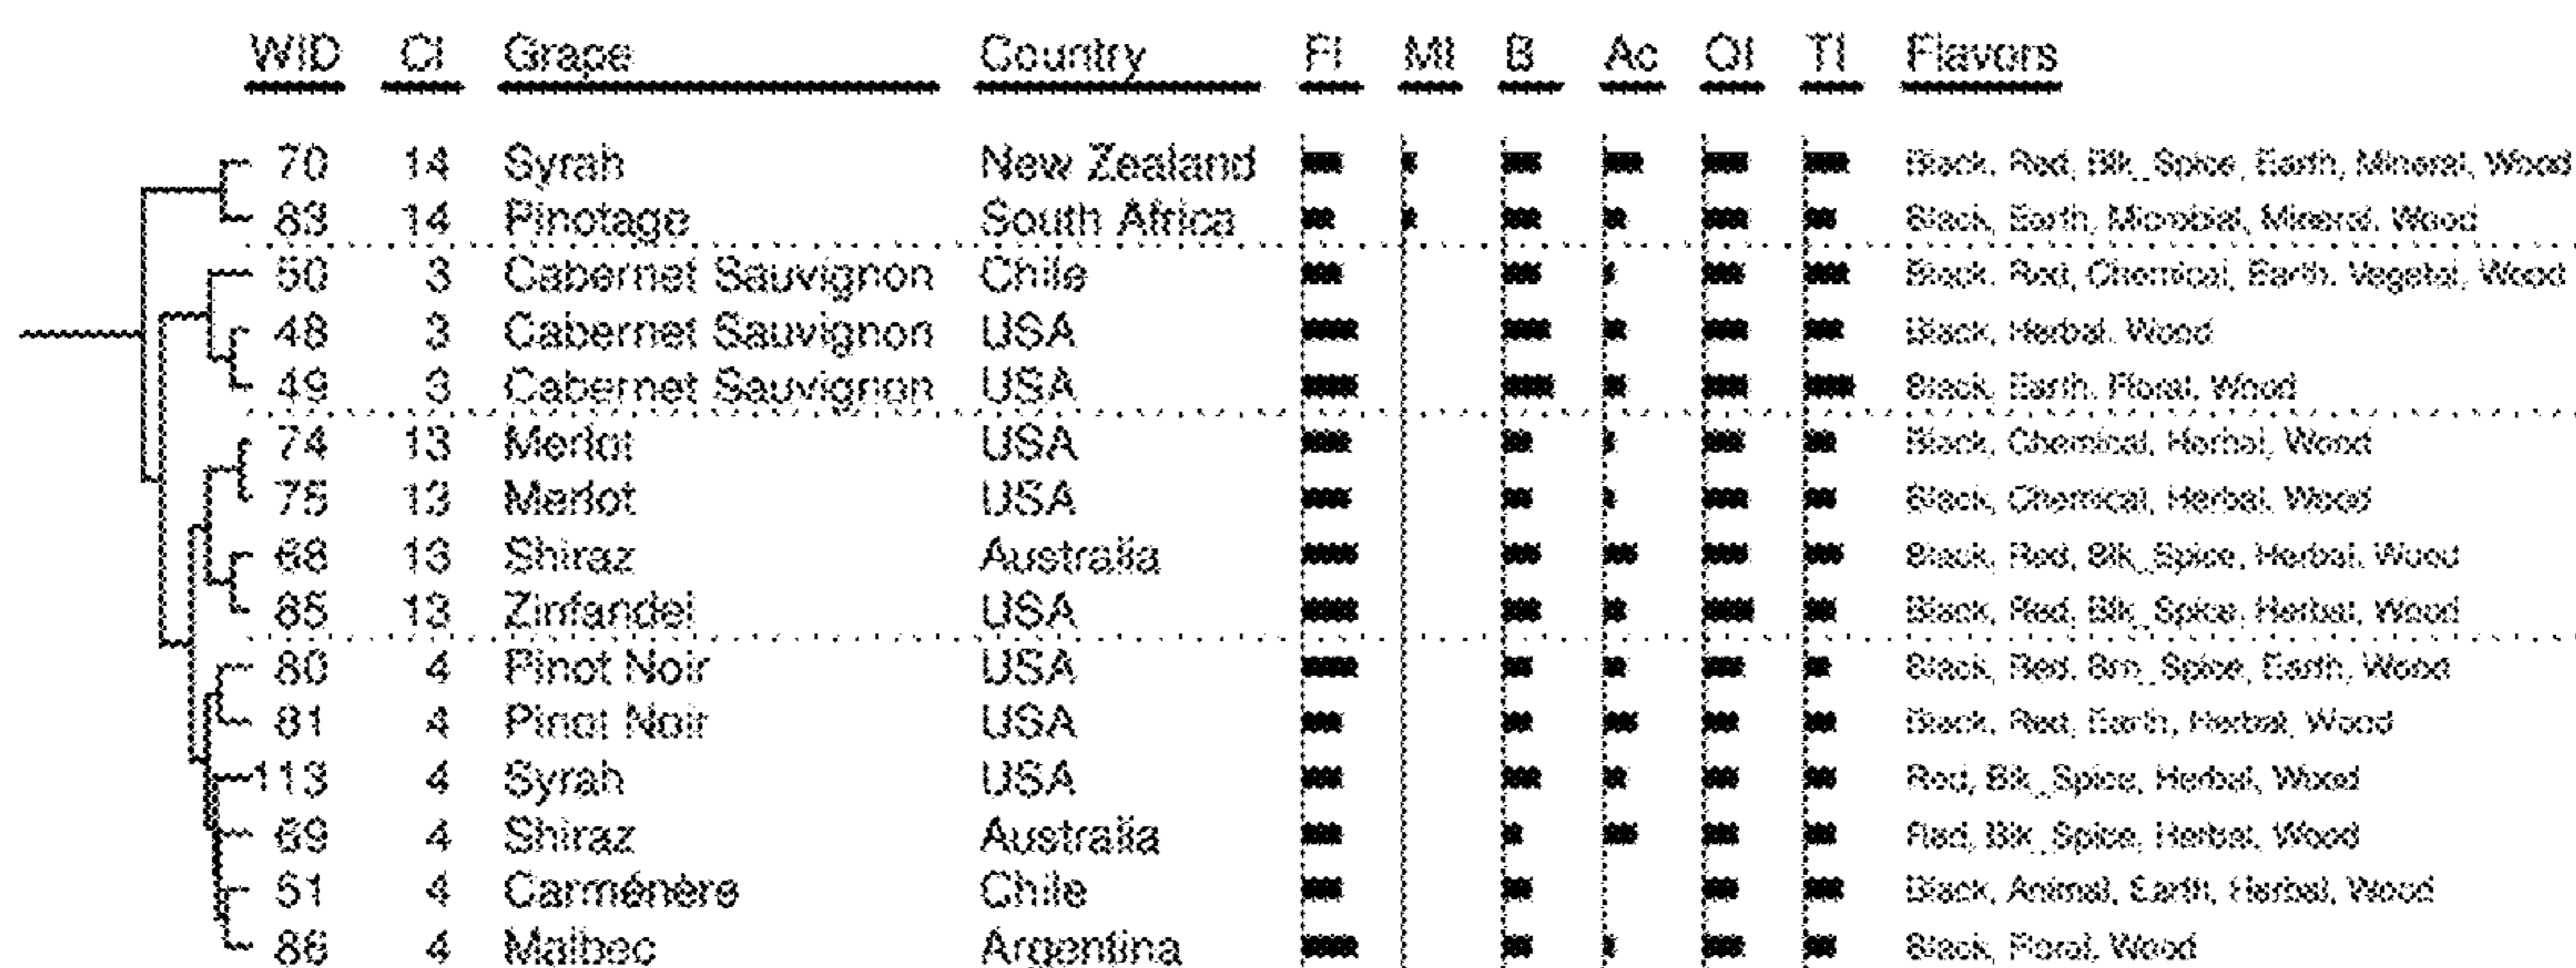 WID CI Grape Country FI MI B Ac OI TI Flavors
70 14 Syrah New Zealand Black, Red, Blk_Spice, Earth, Mineral, Wood
83 14 Pinotage South Africa Black, Earth, Microbial, Mineral, Wood
50 3 Cabernet Sauvignon Chile Black, Red, Chemical, Earth, Vegetal, Wood
48 3 Cabernet Sauvignon USA Black, Herbal, Wood
49 3 Cabernet Sauvignon USA Black, Earth, Floral, Wood
74 13 Merlot USA Black, Chemical, Herbal, Wood
75 13 Merlot USA Black, Chemical, Herbal, Wood
68 13 Shiraz Australia Black, Red, Blk_Spice, Herbal, Wood
85 13 Zinfandel USA Black, Red, Blk_Spice, Herbal, Wood
80 4 Pinot Noir USA Black, Red, Brn_Spice, Earth, Wood
81 4 Pinot Noir USA Black, Red, Earth, Herbal, Wood
113 4 Syrah USA Red, Blk_Spice, Herbal, Wood
69 4 Shiraz Australia Red, Blk_Spice, Herbal, Wood
51 4 Carménère Chile Black, Animal, Earth, Herbal, Wood
86 4 Malbec Argentina Black, Floral, Wood